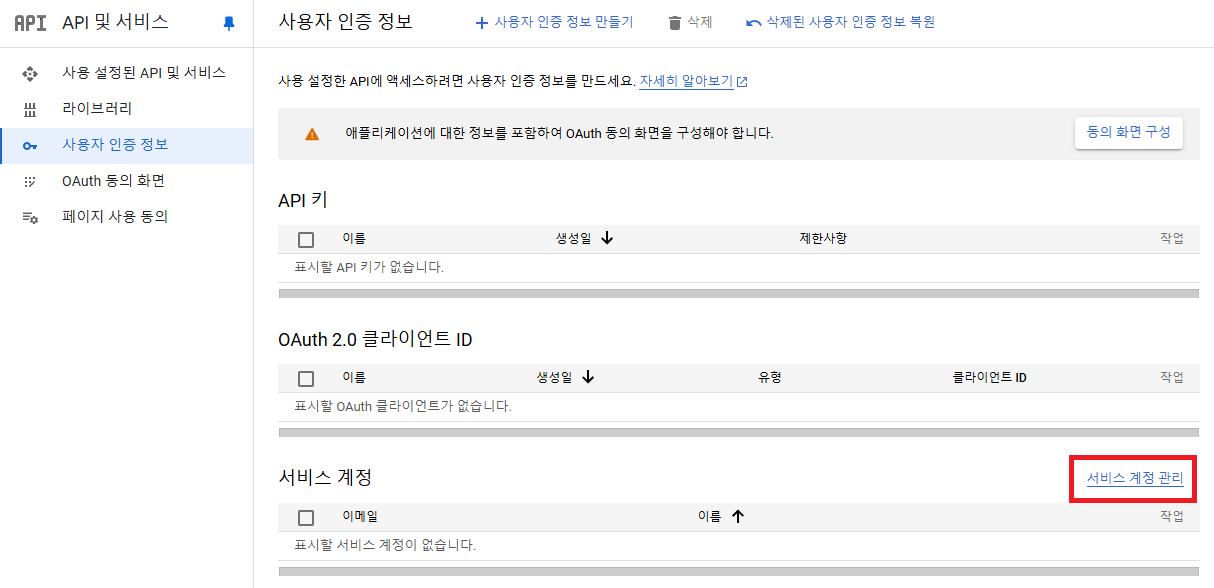 API API 및 서비스
사용 설정된 API 및 서비스
라이브러리
사용자 인증 정보
OAuth 동의 화면
페이지 사용 동의
사용자 인증 정보 + 사용자 인증 정보 만들기 삭제 삭제된 사용자 인증 정보 복원
사용 설정한 API에 액세스하려면 사용자 인증 정보를 만드세요. 자세히 알아보기
애플리케이션에 대한 정보를 포함하여 OAuth 동의 화면을 구성해야 합니다. 동의 화면 구성
API 키
이름 생성일 제한사항 작업
표시할 API 키가 없습니다.
OAuth 2.0 클라이언트 ID
이름 생성일 유형 클라이언트 ID 작업
표시할 OAuth 클라이언트가 없습니다.
서비스 계정 서비스 계정 관리
이메일 이름 작업
표시할 서비스 계정이 없습니다.